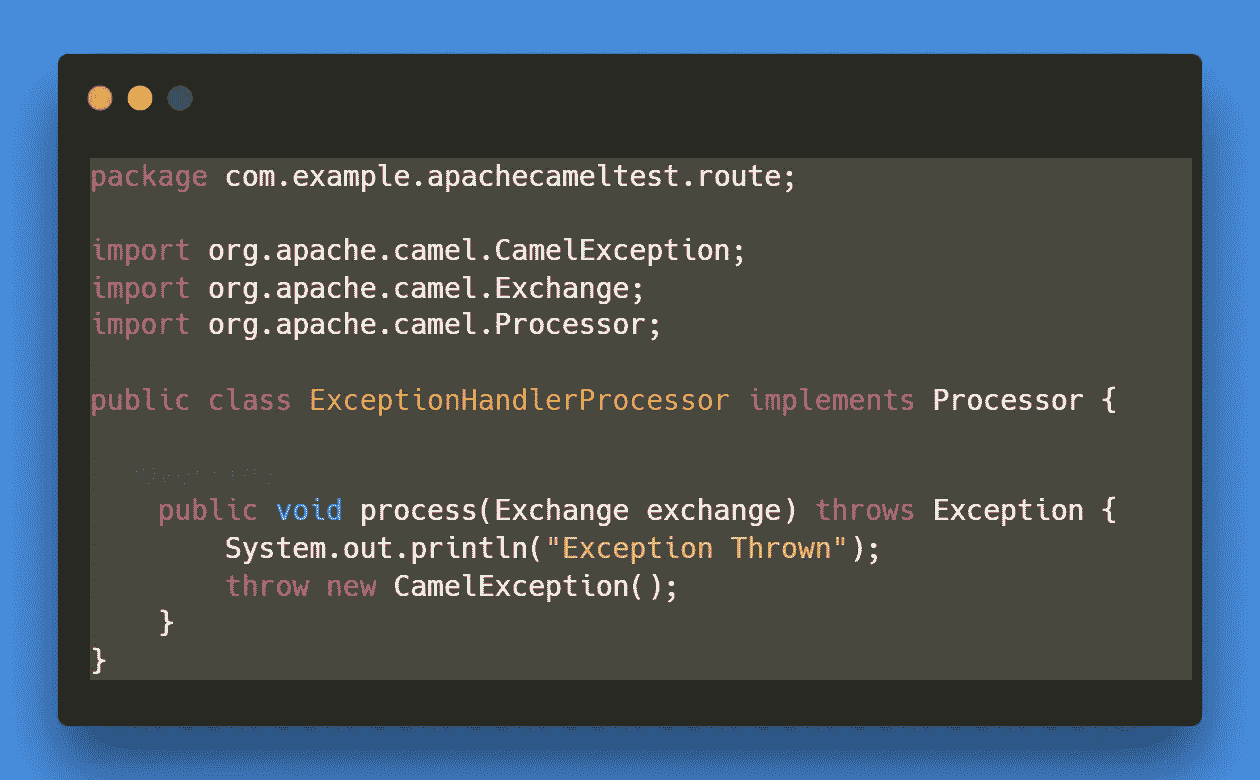 package com.example.apachecameltest.route;
import org.apache.camel.CamelException;
import org.apache.camel.Exchange;
import org.apache.camel.Processor;
public class ExceptionHandlerProcessor implements Processor {
public void process(Exchange exchange) throws Exception {
System.out.println("Exception Thrown");
throw new CamelException();
}
}